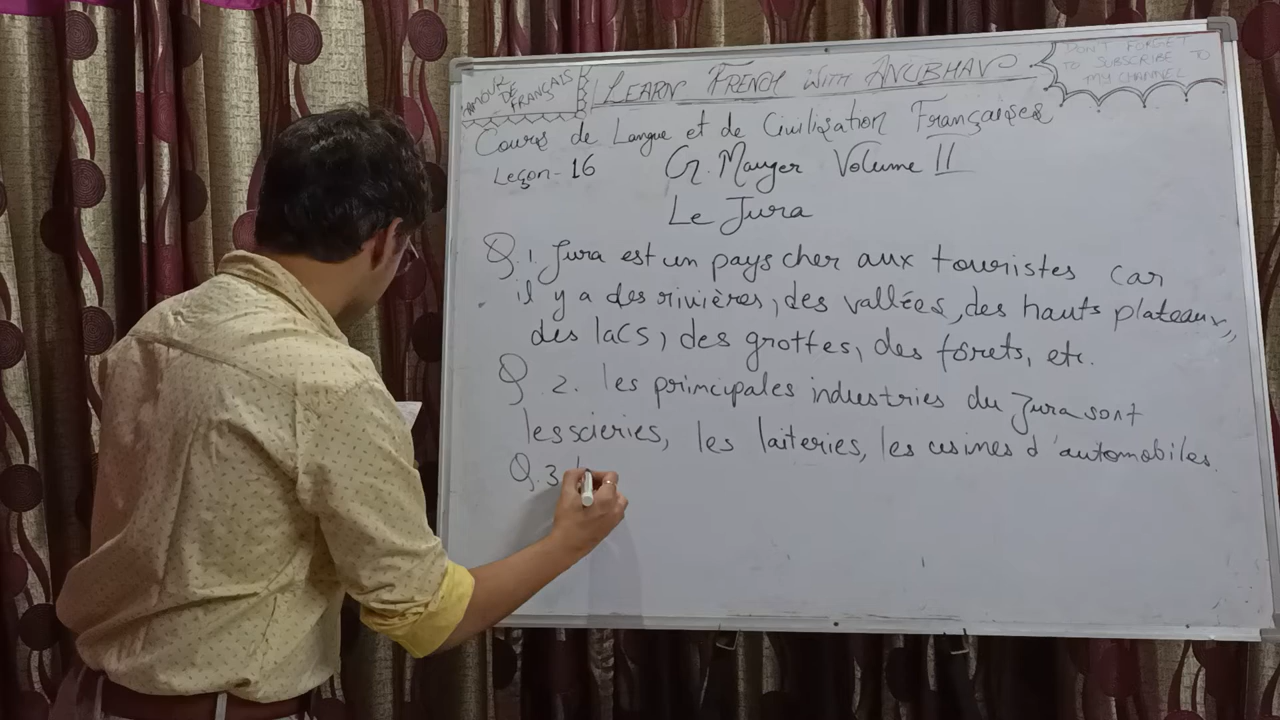 AMOUR DE FRANÇAIS
LEARN FRENCH WITH ANUBHAV
DON'T FORGET TO SUBSCRIBE TO MY CHANNEL
Cours de Langue et de Civilisation Françaises
Leçon - 16 G. Mauger Volume II
Le Jura
Q.1. Jura est un pays cher aux touristes car
il y a des rivières, des vallées, des hauts plateaux,
des lacs, des grottes, des fôrets, etc.
Q 2. les principales industries du Jura sont
les scieries, les laiteries, les usines d'automobiles.
Q.3